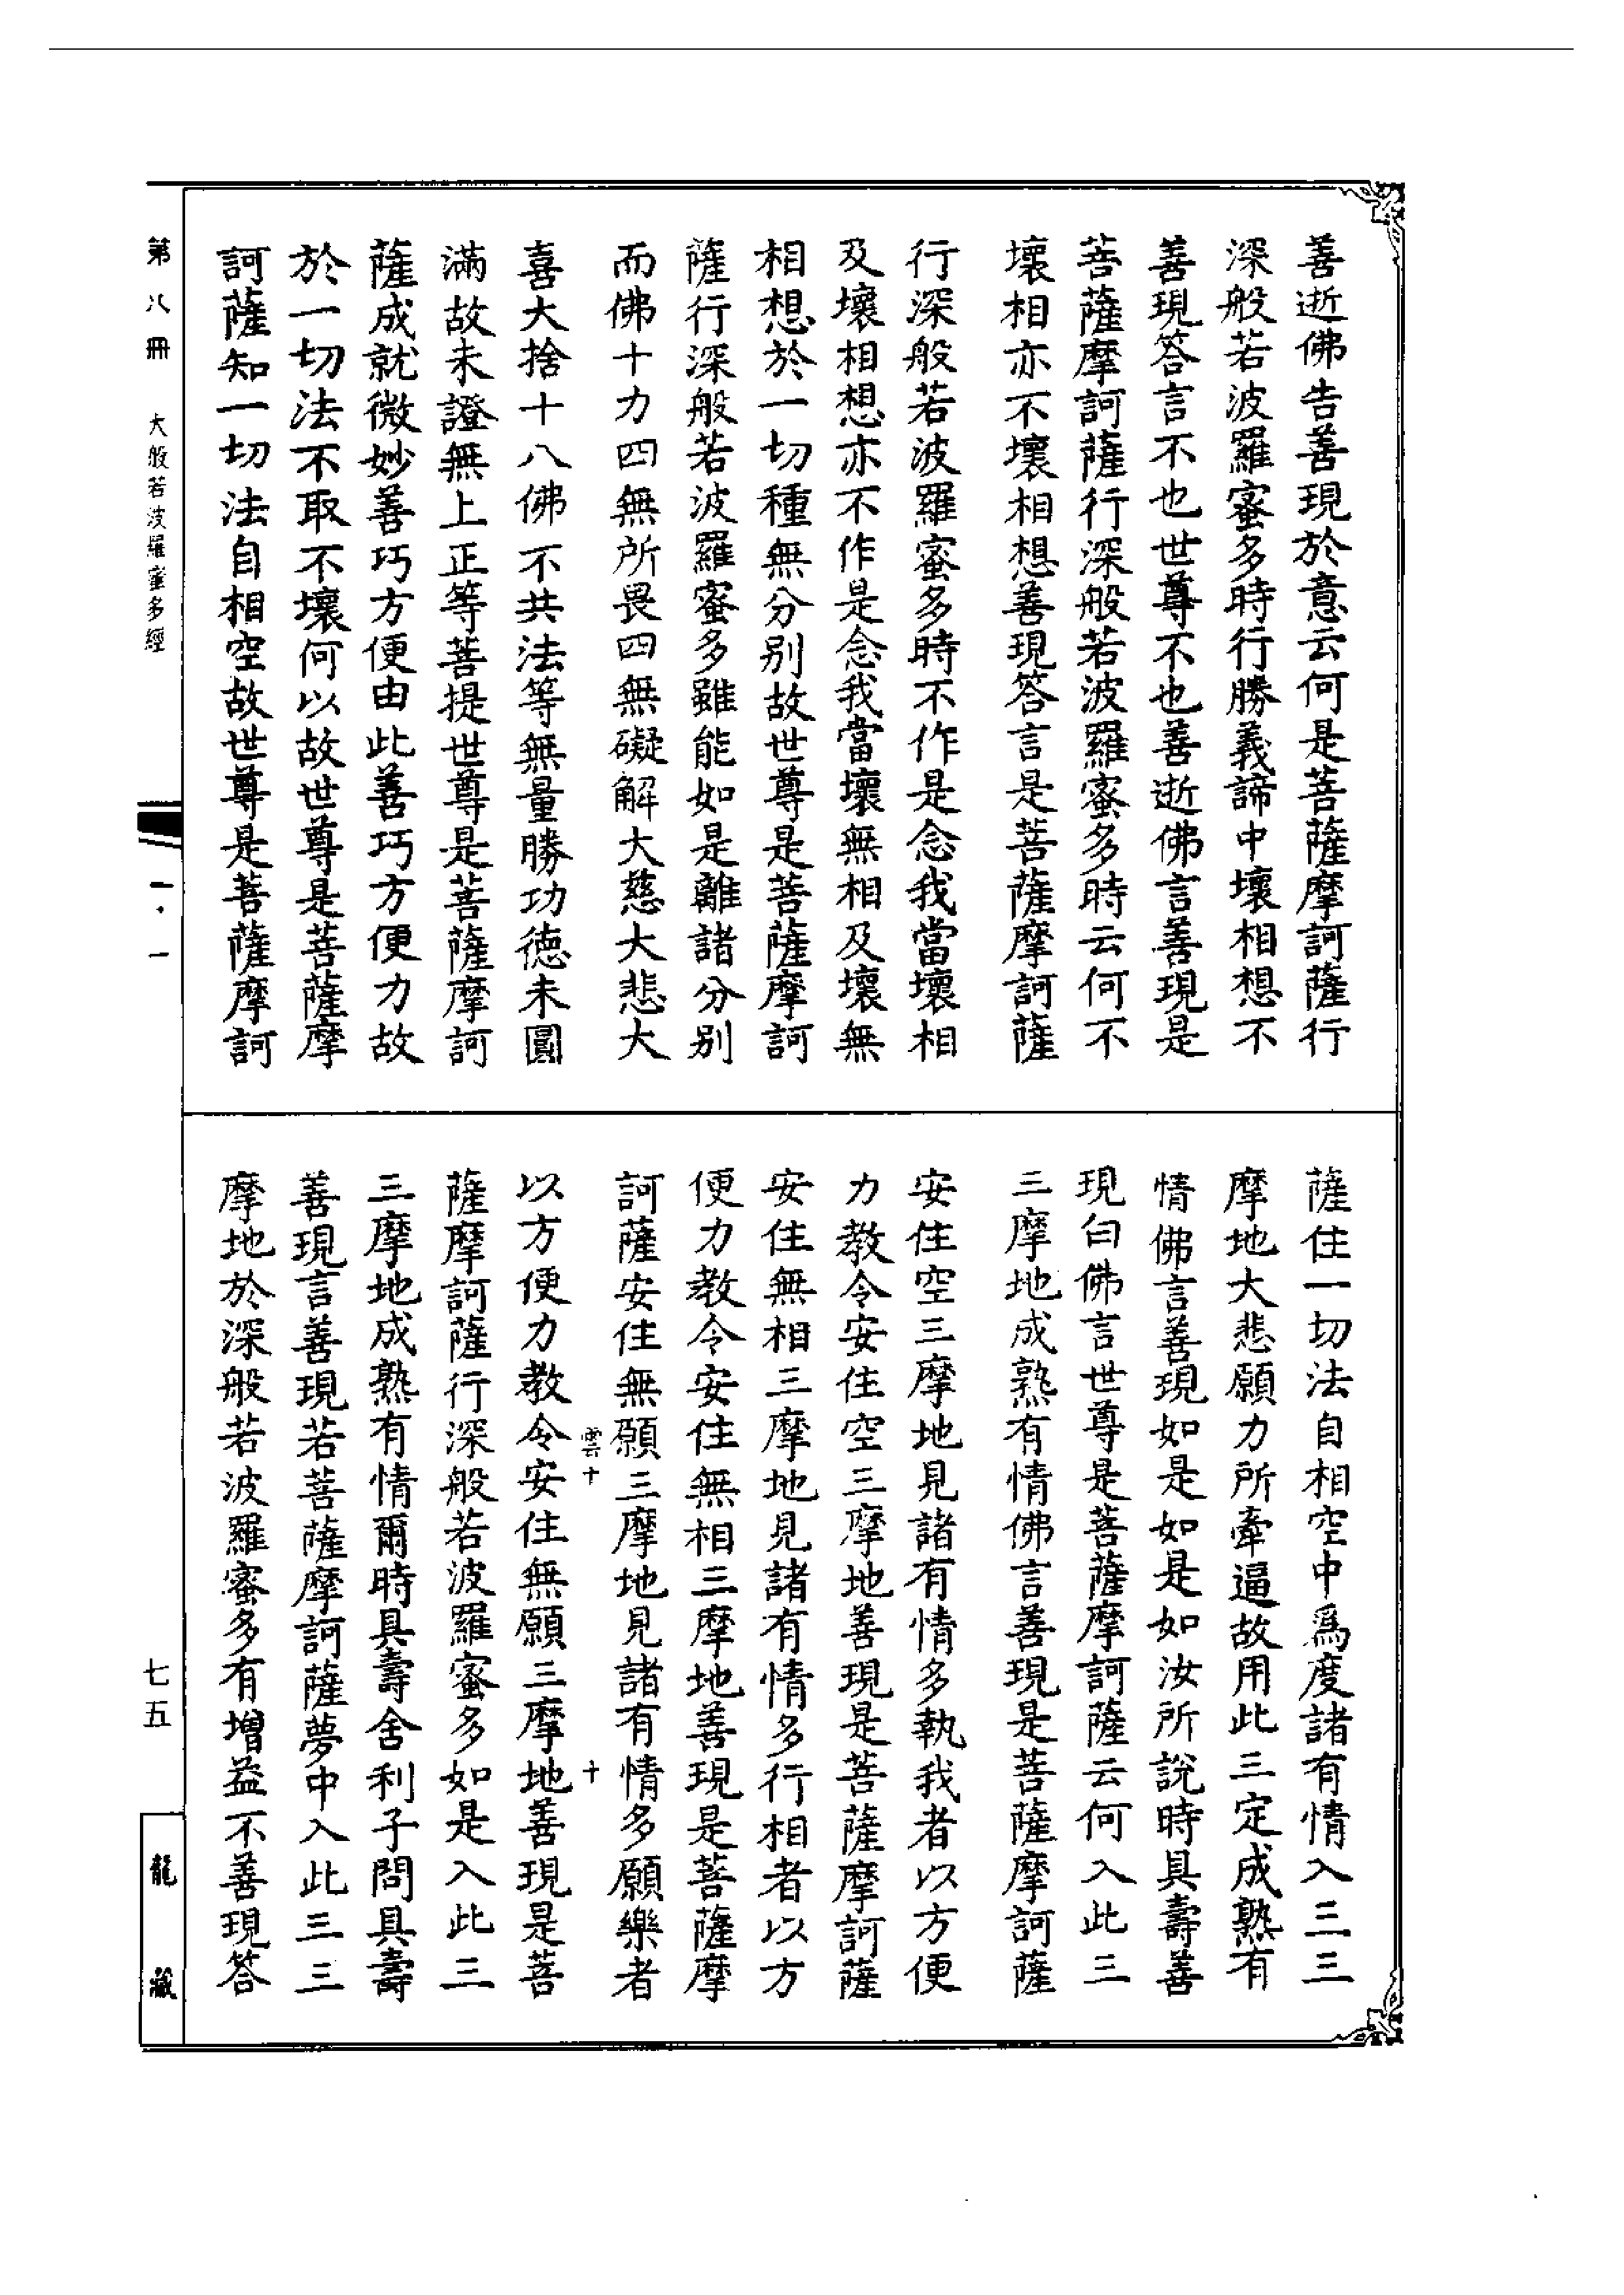 善逝佛告善現於意云何是菩薩摩訶薩行
深般若波羅蜜多時行勝義諦中壞相想不
善現答言不也世尊不也善逝佛言善現是
菩薩摩訶薩行深般若波羅蜜多時云何不
壞相亦不壞相想善現答言是菩薩摩訶薩
行深般若波羅蜜多時不作是念我當壞相
及壞相想亦不作是念我當壞無相及壞無
相想於一切種無分別故世尊是菩薩摩訶
薩行深般若波羅蜜多雖能如是離諸分別
而佛十力四無所畏四無礙解大慈大悲大
喜大捨十八佛不共法等無量勝功德未圓
滿故未證無上正等菩提世尊是菩薩摩訶
薩成就微妙善巧方便由此善巧方便力故
於一切法不取不壞何以故世尊是菩薩摩
訶薩知一切法自相空故世尊是菩薩摩訶
薩住一切法自相空中為度諸有情入三三
摩地大悲願力所牽逼故用此三定成熟有
情佛言善現如是如是如汝所說時具壽善
現白佛言世尊是菩薩摩訶薩云何入此三
三摩地成熟有情佛言善現是菩薩摩訶薩
安住空三摩地見諸有情多執我者以方便
力教令安住空三摩地善現是菩薩摩訶薩
安住無相三摩地見諸有情多行相者以方
便力教令安住無相三摩地善現是菩薩摩
訶薩安住無願三摩地見諸有情多願樂者
雲十 十
以方便力教令安住無願三摩地善現是菩
薩摩訶薩行深般若波羅蜜多如是入此三
三摩地成熟有情爾時具壽舍利子問具壽
善現言善現若菩薩摩訶薩夢中入此三三
摩地於深般若波羅蜜多有增益不善現答
第八冊 大般若波羅蜜多經 一·一 七五 龍藏